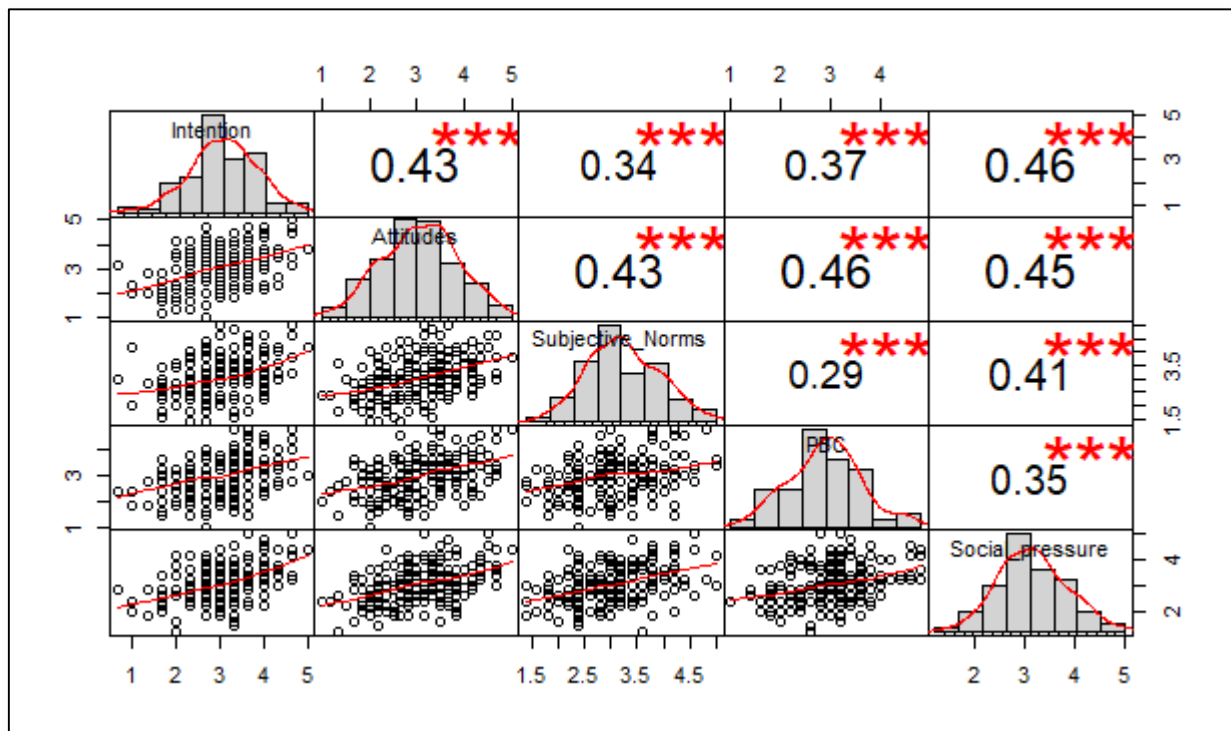 1 2 3 4 5 1 2 3 4
Intention *** *** *** *** 5
0.43 0.34 0.37 0.46 3
1
5 Attitudes *** *** ***
3 0.43 0.46 0.45
1
Subjective_Norms *** ***
0.29 0.41 3.5
1.5
PBC ***
3 0.35
1
Social_pressure 4
2
1 2 3 4 5 1.5 2.5 3.5 4.5 2 3 4 5